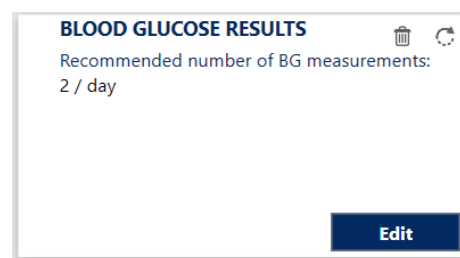 BLOOD GLUCOSE RESULTS
Recommended number of BG measurements:
2 / day
Edit